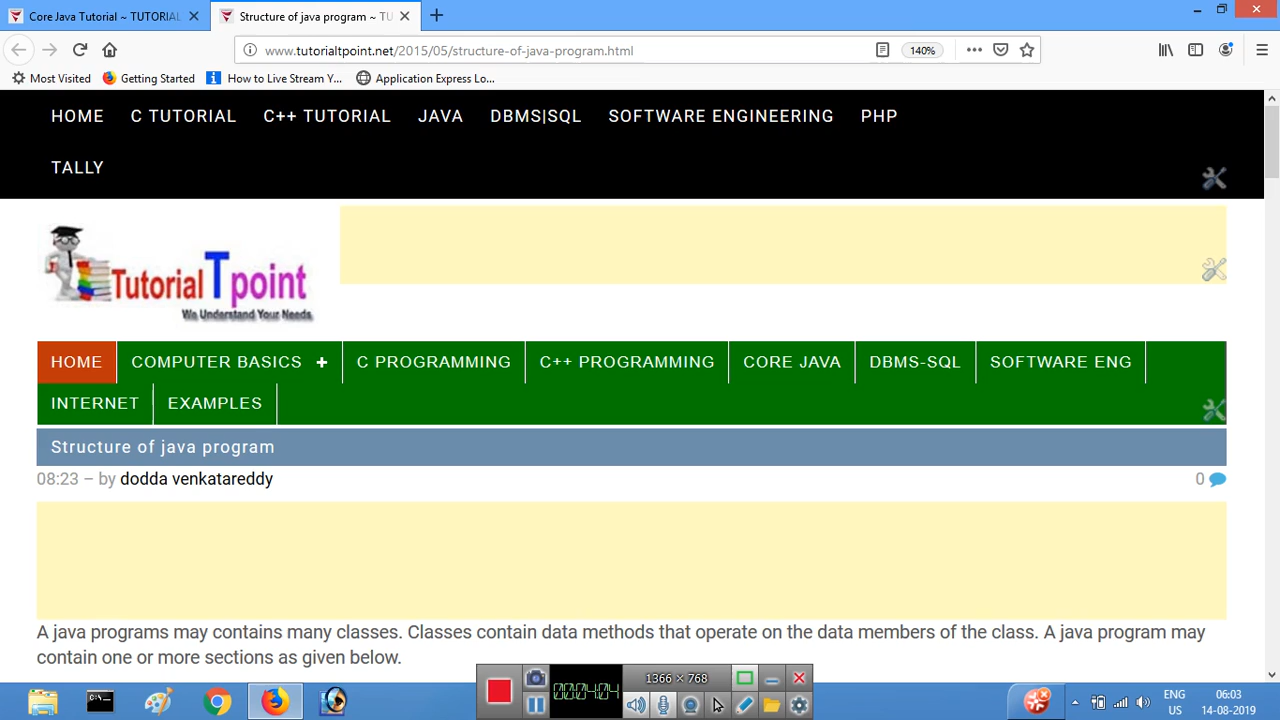 Core Java Tutorial ~ TUTORIAL
Structure of java program ~ TU
www.tutorialtpoint.net/2015/05/structure-of-java-program.html
140%
Most Visited
Getting Started
How to Live Stream Y...
Application Express Lo...
HOME C TUTORIAL C++ TUTORIAL JAVA DBMS|SQL SOFTWARE ENGINEERING PHP
TALLY
Tutorial Tpoint
We Understand Your Needs
HOME COMPUTER BASICS + C PROGRAMMING C++ PROGRAMMING CORE JAVA DBMS-SQL SOFTWARE ENG
INTERNET EXAMPLES
Structure of java program
08:23 – by dodda venkatareddy 0
A java programs may contains many classes. Classes contain data methods that operate on the data members of the class. A java program may
contain one or more sections as given below.
1366 × 768
00:04:04
ENG 06:03
US 14-08-2019